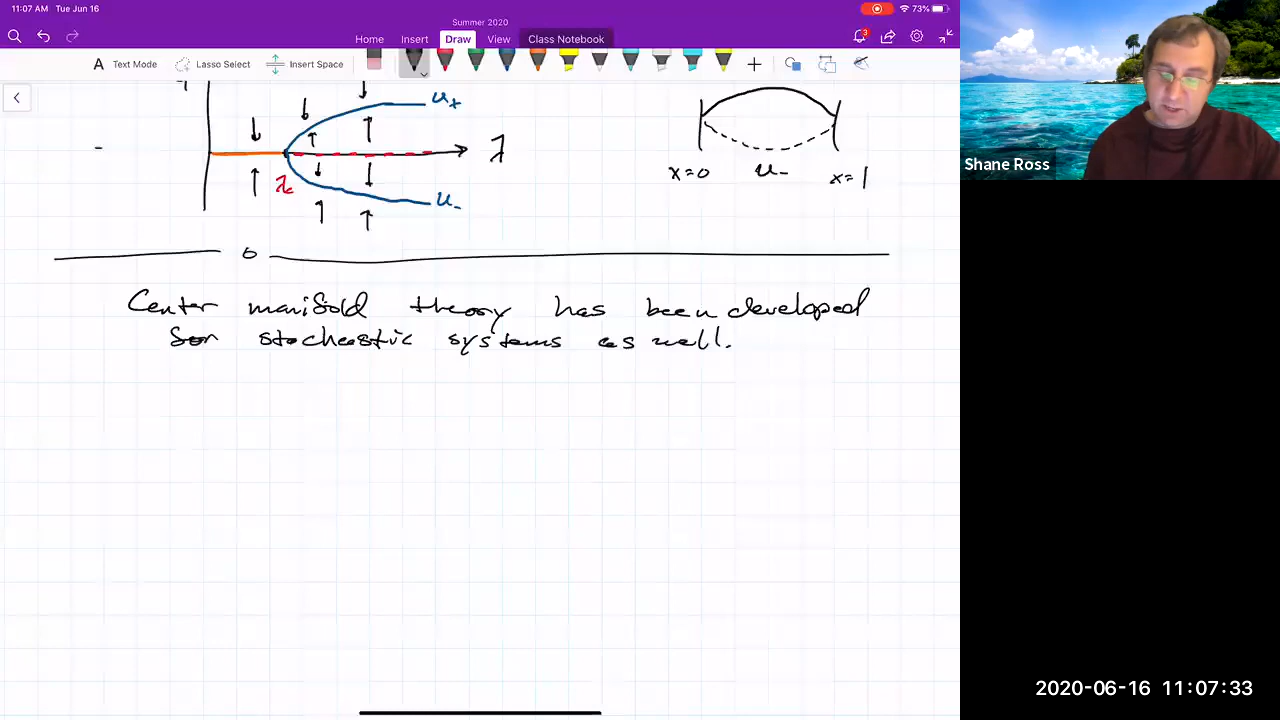 11:07 AM Tue Jun 16
73%
Summer 2020
Home Insert Draw View Class Notebook
3
Text Mode Lasso Select Insert Space
u+
λ
λc
u-
x=0 u- x=1
Center manifold theory has been developed
for stochastic systems as well.
Shane Ross
2020-06-16 11:07:33